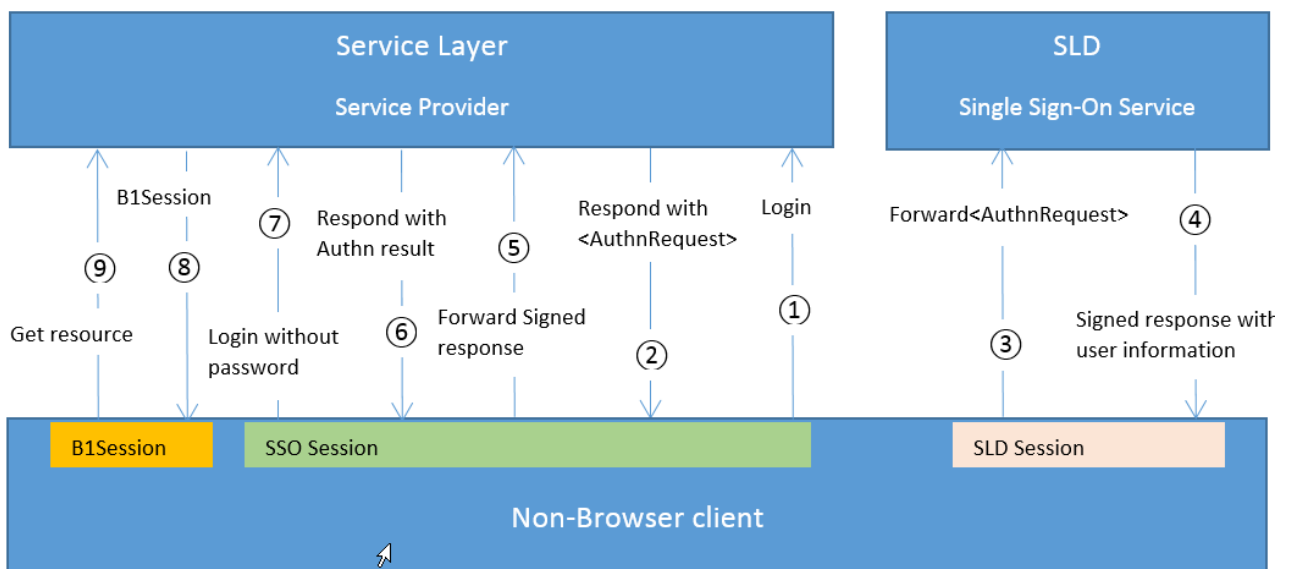 Service Layer
Service Provider
SLD
Single Sign-On Service
B1Session
Respond with
Authn result
Respond with
<AuthnRequest>
Login
Forward<AuthnRequest>
7
5
4
9
8
1
Get resource
Login without
password
6
Forward Signed
response
2
3
Signed response with
user information
B1Session
SSO Session
SLD Session
Non-Browser client